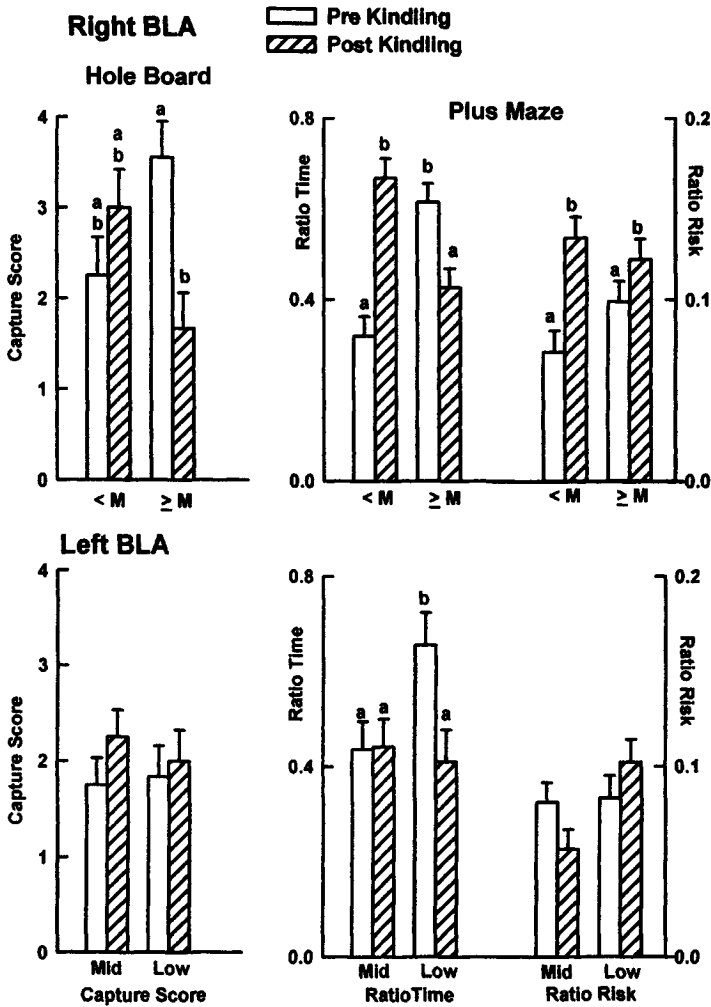 Right BLA
Pre Kindling
Post Kindling
Hole Board
Plus Maze
Capture Score
4
3
2
1
0
a
b
a
b
a
b
< M
≥ M
Ratio Time
0.8
0.4
0.0
a
b
b
a
< M
≥ M
a
b
a
b
< M
≥ M
0.2
0.1
0.0
Ratio Risk
Left BLA
Capture Score
4
3
2
1
0
Mid Low
Capture Score
Ratio Time
0.8
0.4
0.0
a a b a
Mid Low
RatioTime
Mid Low
Ratio Risk
0.2
0.1
0.0
Ratio Risk